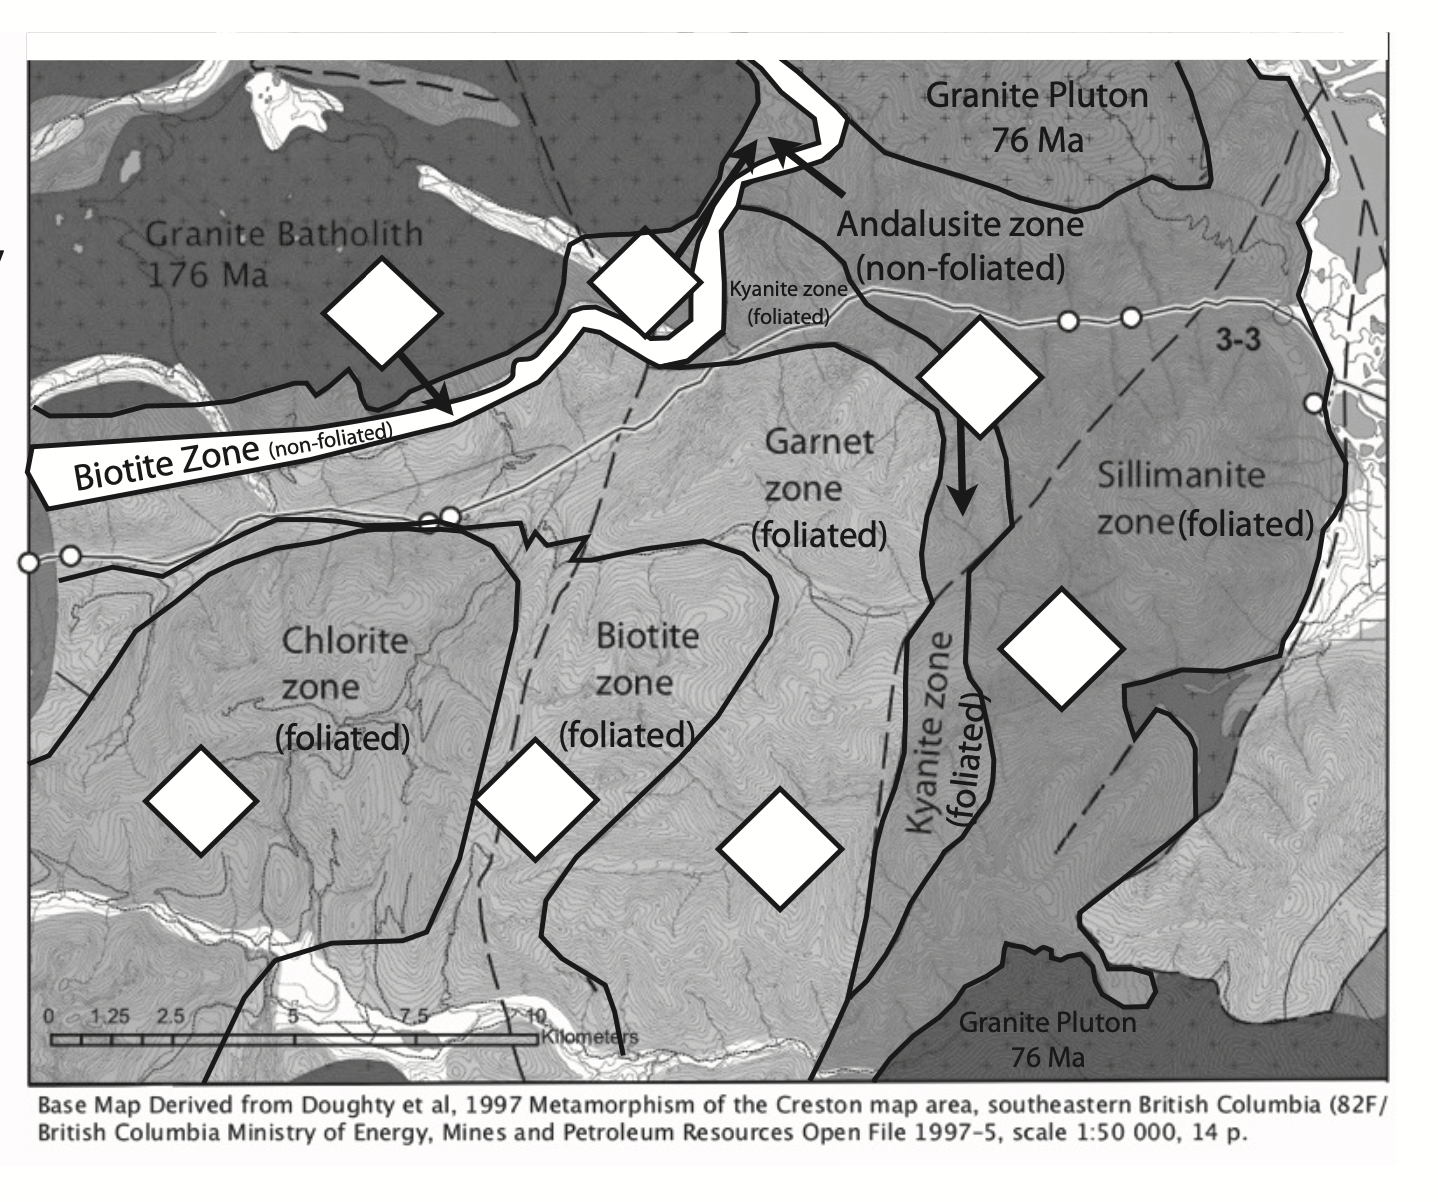 Granite Pluton
76 Ma
Granite Batholith
176 Ma
Andalusite zone
(non-foliated)
Kyanite zone
(foliated)
3-3
Biotite Zone (non-foliated)
Garnet
zone
(foliated)
Sillimanite
zone(foliated)
Chlorite
zone
(foliated)
Biotite
zone
(foliated)
Kyanite zone
(foliated)
0 1.25 2.5 5 7.5 10
Kilometers
Granite Pluton
76 Ma
Base Map Derived from Doughty et al, 1997 Metamorphism of the Creston map area, southeastern British Columbia (82F/
British Columbia Ministry of Energy, Mines and Petroleum Resources Open File 1997-5, scale 1:50 000, 14 p.